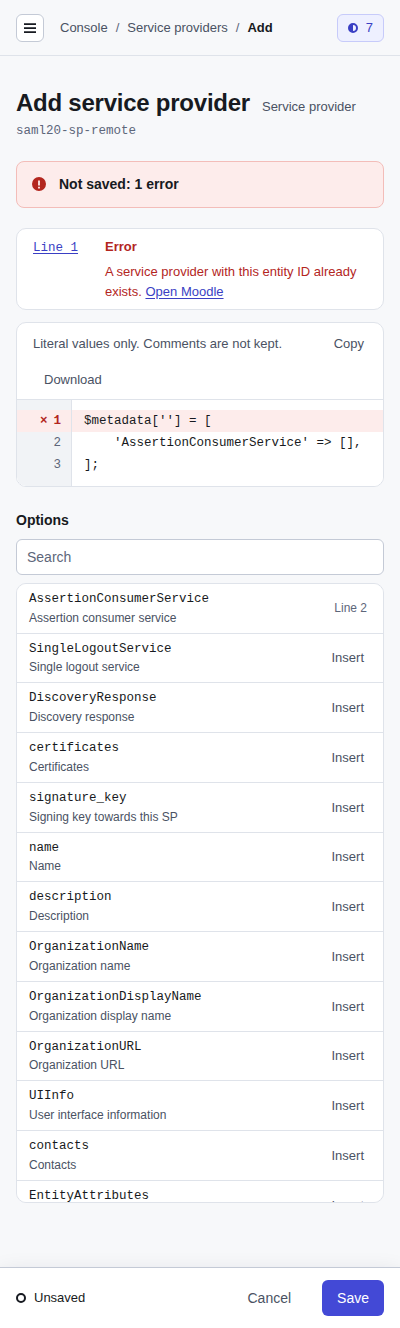 Console / Service providers / Add
7
Add service provider Service provider
saml20-sp-remote
Not saved: 1 error
Line 1 Error
A service provider with this entity ID already
exists. Open Moodle
Literal values only. Comments are not kept. Copy
Download
× 1 $metadata[''] = [
2 'AssertionConsumerService' => [],
3 ];
Options
Search
AssertionConsumerService
Assertion consumer service
Line 2
SingleLogoutService
Single logout service
Insert
DiscoveryResponse
Discovery response
Insert
certificates
Certificates
Insert
signature_key
Signing key towards this SP
Insert
name
Name
Insert
description
Description
Insert
OrganizationName
Organization name
Insert
OrganizationDisplayName
Organization display name
Insert
OrganizationURL
Organization URL
Insert
UIInfo
User interface information
Insert
contacts
Contacts
Insert
EntityAttributes
Unsaved
Cancel
Save